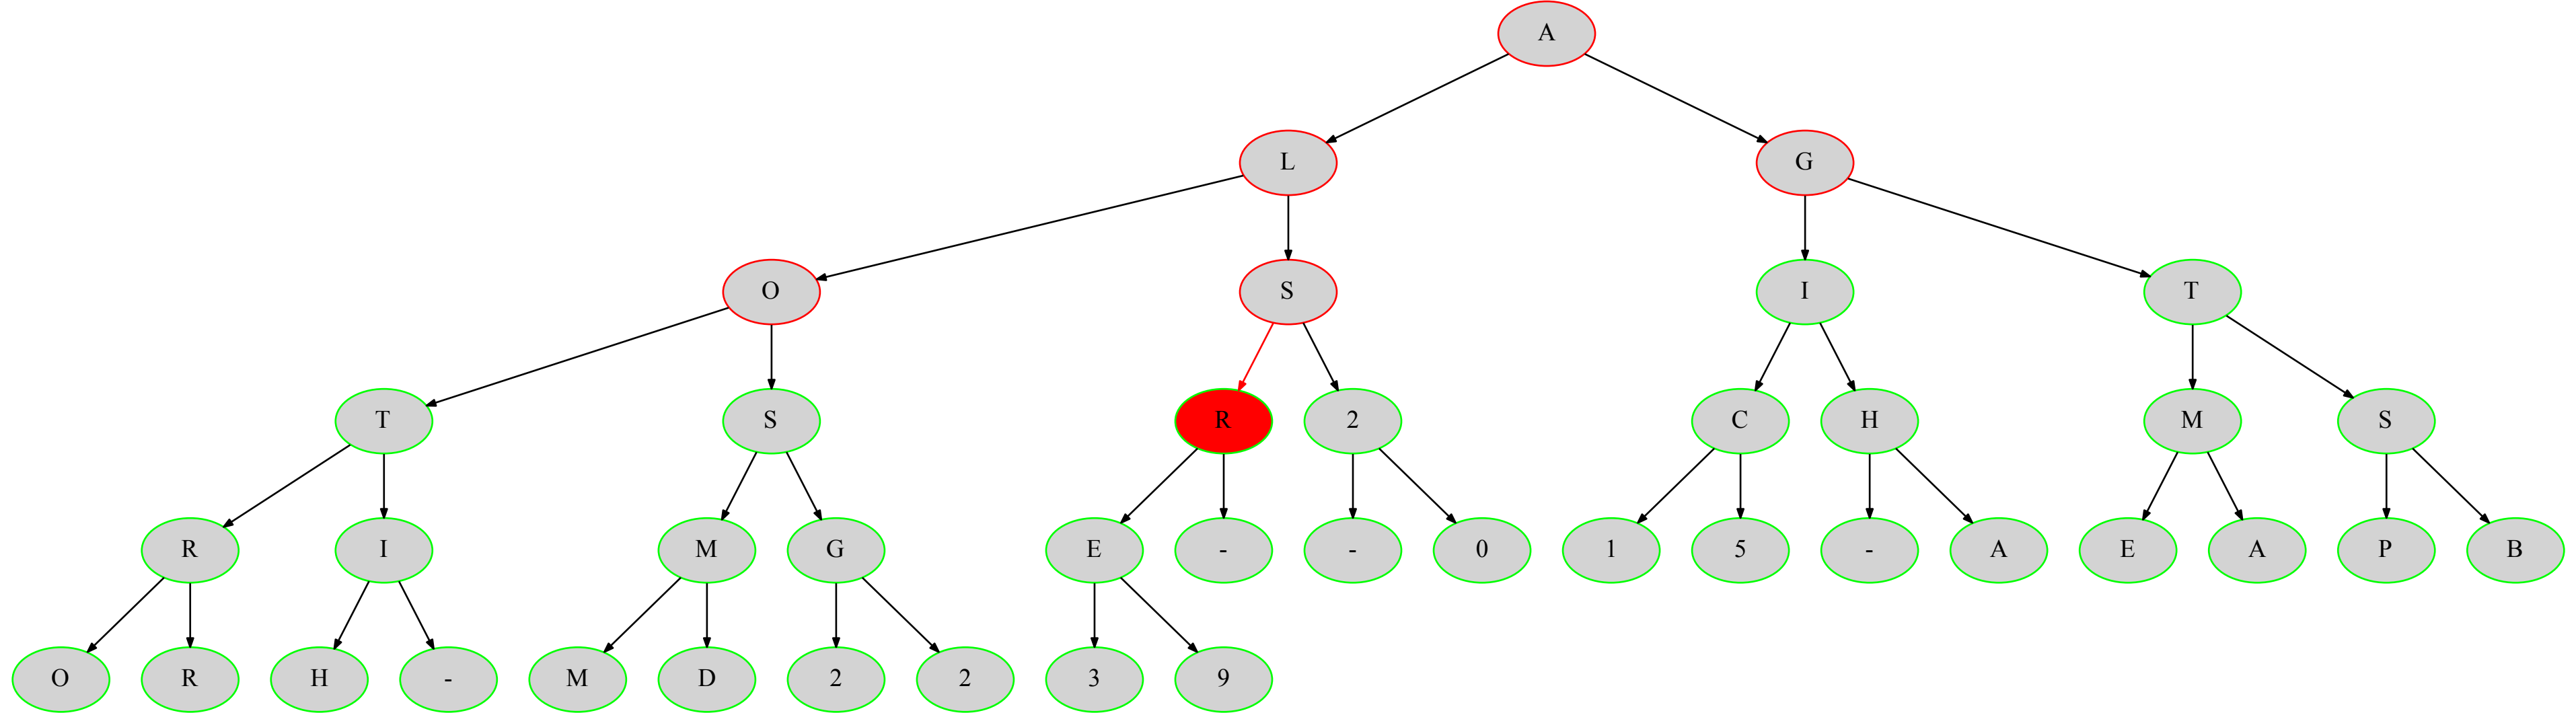 A
L G
O S I T
T S R 2 C H M S
R I M G E - - 0 1 5 - A E A P B
O R H - M D 2 2 3 9